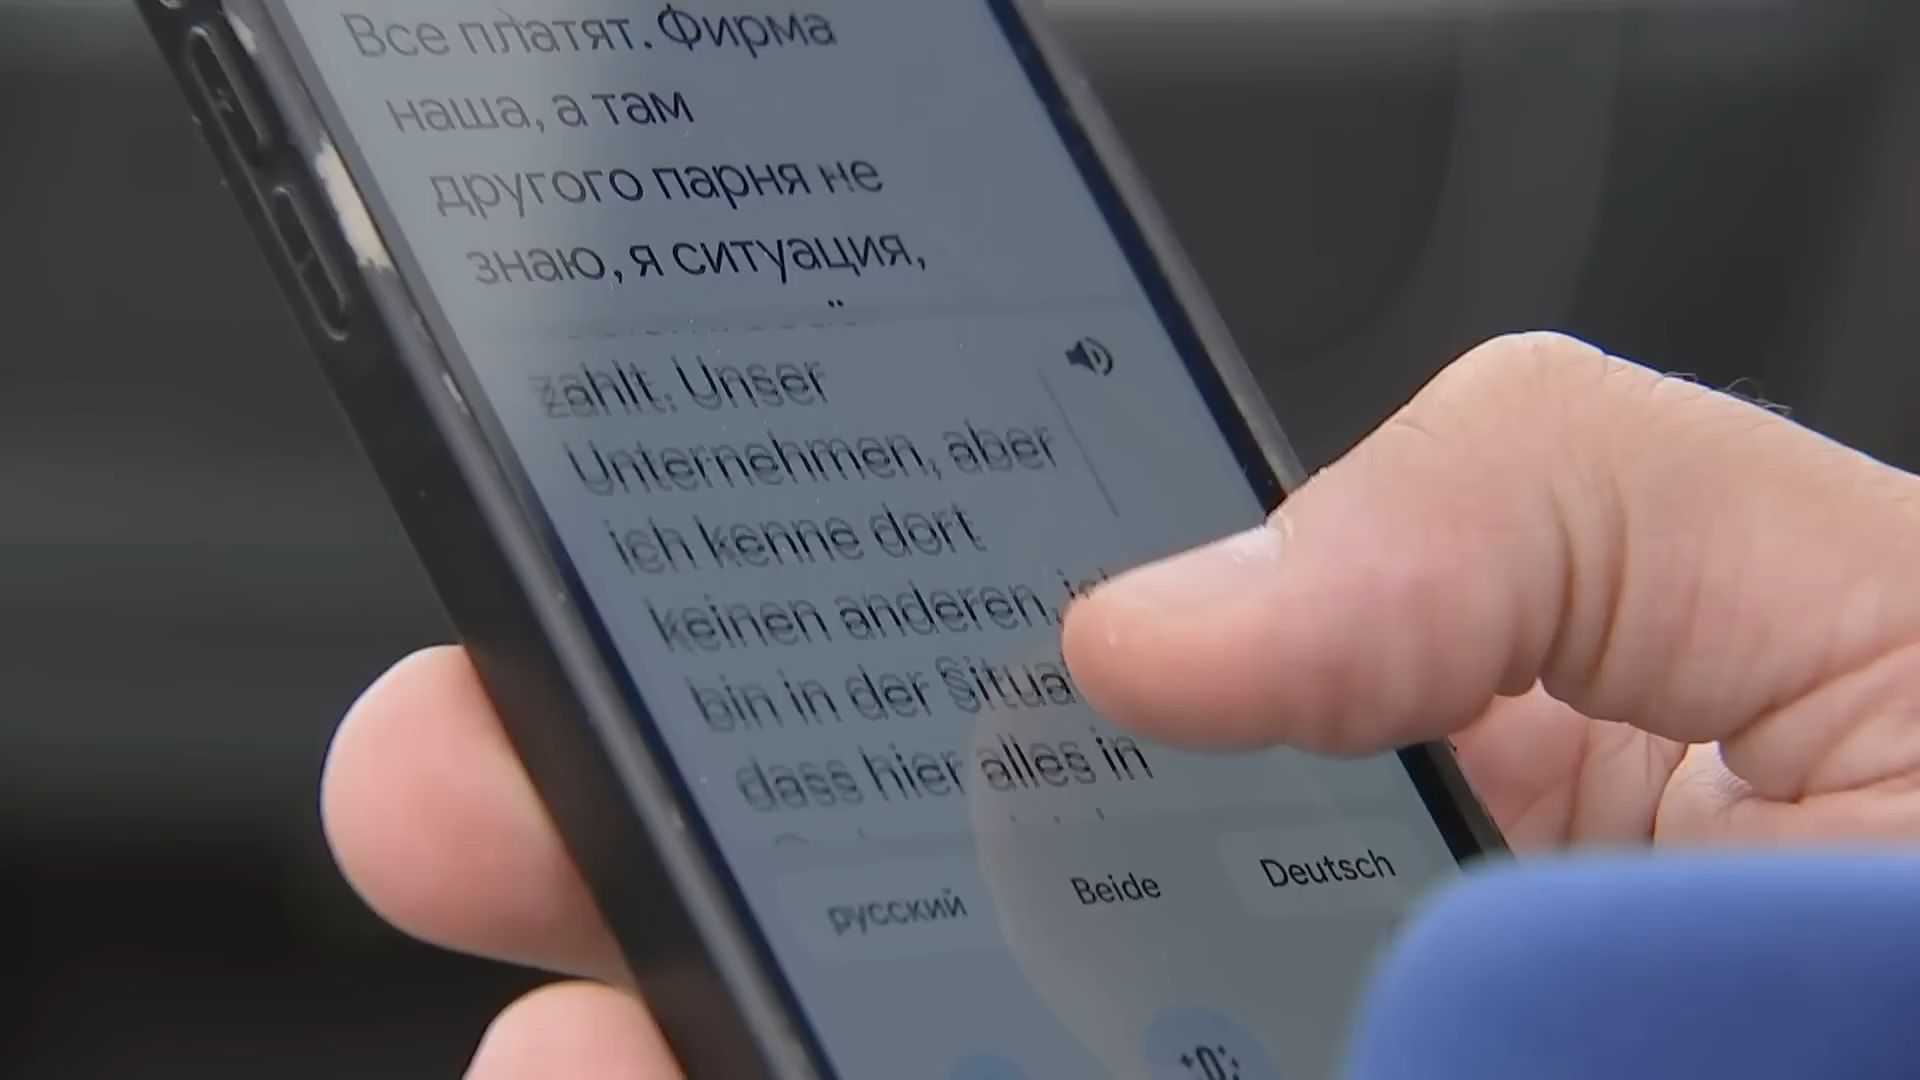 Все платят. Фирма
наша, а там
другого парня не
знаю, я ситуация,
zahlt. Unser
Unternehmen, aber
ich kenne dort
keinen anderen,
bin in der
dass hier alles in
русский
Beide
Deutsch